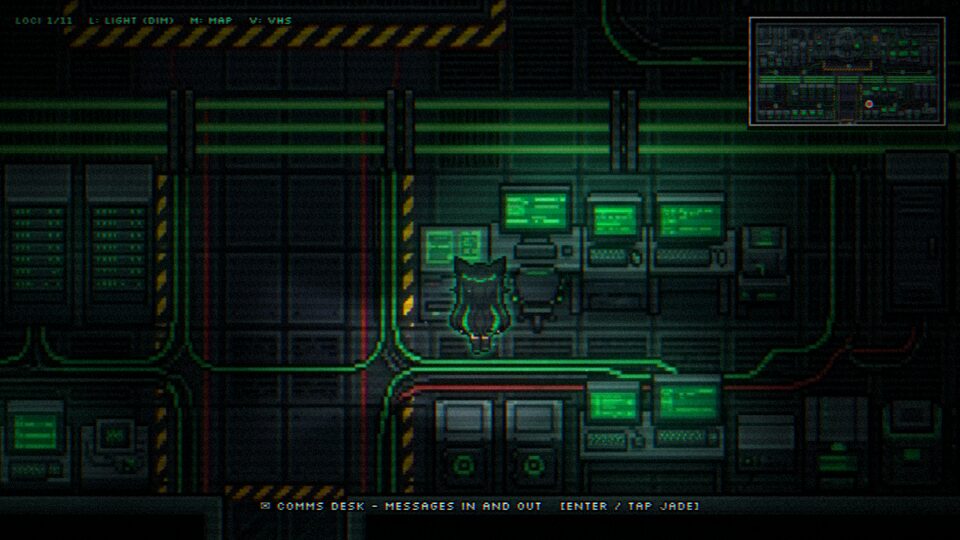 LOCI 1/11 L: LIGHT (DIM) M: MAP V: VHS
✉ COMMS DESK - MESSAGES IN AND OUT [ENTER / TAP JADE]